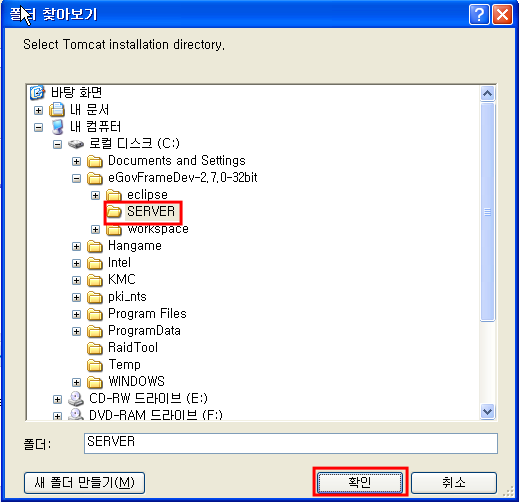 폴더 찾아보기
Select Tomcat installation directory.
바탕 화면
내 문서
내 컴퓨터
로컬 디스크 (C:)
Documents and Settings
eGovFrameDev-2.7.0-32bit
eclipse
SERVER
workspace
Hangame
Intel
KMC
pki_nts
Program Files
ProgramData
RaidTool
Temp
WINDOWS
CD-RW 드라이브 (E:)
DVD-RAM 드라이브 (F:)
폴더: SERVER
새 폴더 만들기(M) 확인 취소